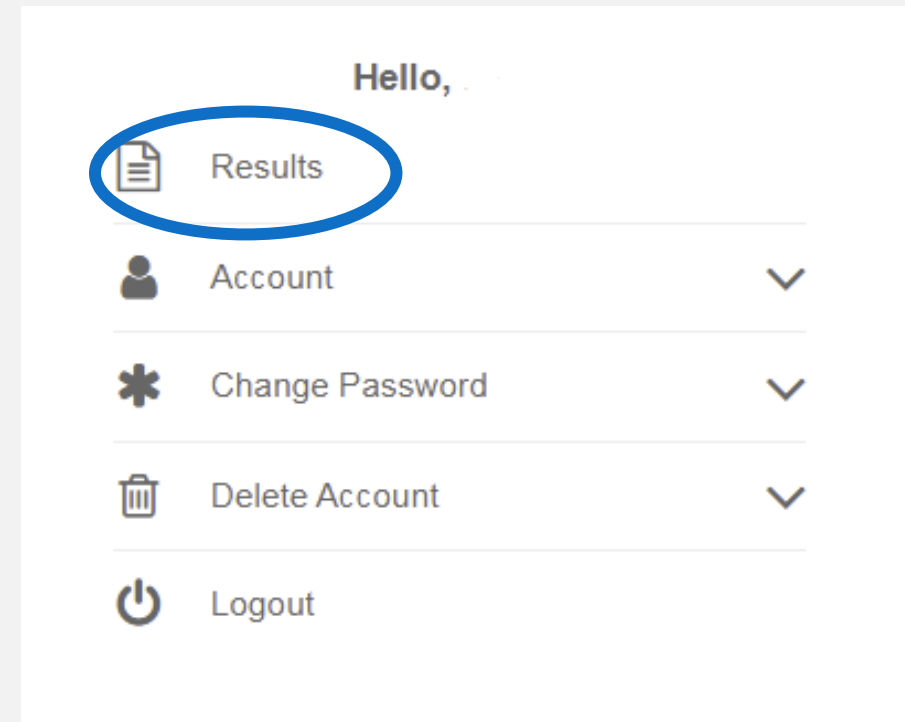 Hello,
Results
Account
Change Password
Delete Account
Logout